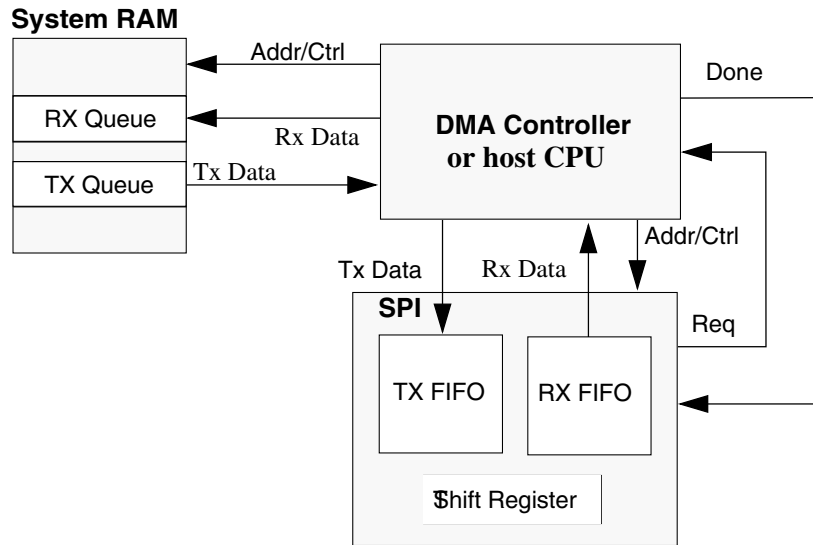 System RAM
Addr/Ctrl
Done
RX Queue
Rx Data
DMA Controller
or host CPU
TX Queue
Tx Data
Addr/Ctrl
Tx Data
Rx Data
SPI
Req
TX FIFO
RX FIFO
Shift Register